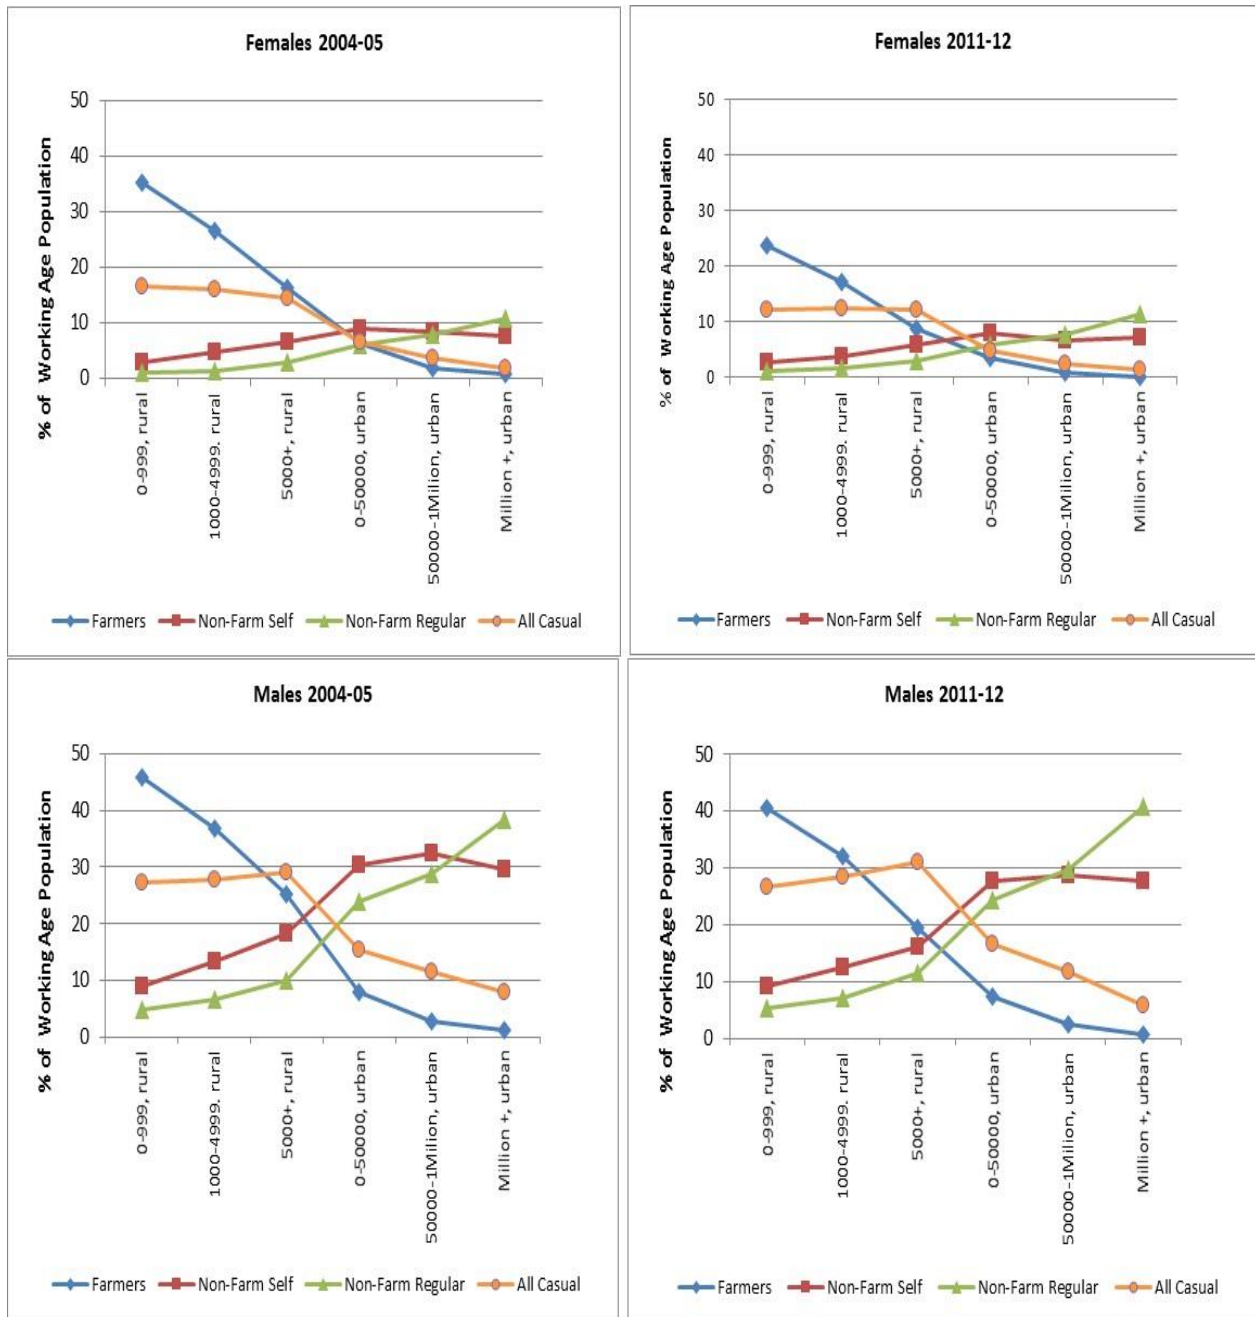 Females 2004-05
% of Working Age Population
50
40
30
20
10
0
0-999, rural
1000-4999. rural
5000+, rural
0-50000, urban
50000-1Milion, urban
Million +, urban
Farmers Non-Farm Self Non-Farm Regular All Casual
Females 2011-12
% of Working Age Population
50
40
30
20
10
0
0-999, rural
1000-4999. rural
5000+, rural
0-50000, urban
50000-1Milion, urban
Million +, urban
Farmers Non-Farm Self Non-Farm Regular All Casual
Males 2004-05
% of Working Age Population
50
40
30
20
10
0
0-999, rural
1000-4999. rural
5000+, rural
0-50000, urban
50000-1Milion, urban
Million +, urban
Farmers Non-Farm Self Non-Farm Regular All Casual
Males 2011-12
% of Working Age Population
50
40
30
20
10
0
0-999, rural
1000-4999. rural
5000+, rural
0-50000, urban
50000-1Milion, urban
Million +, urban
Farmers Non-Farm Self Non-Farm Regular All Casual